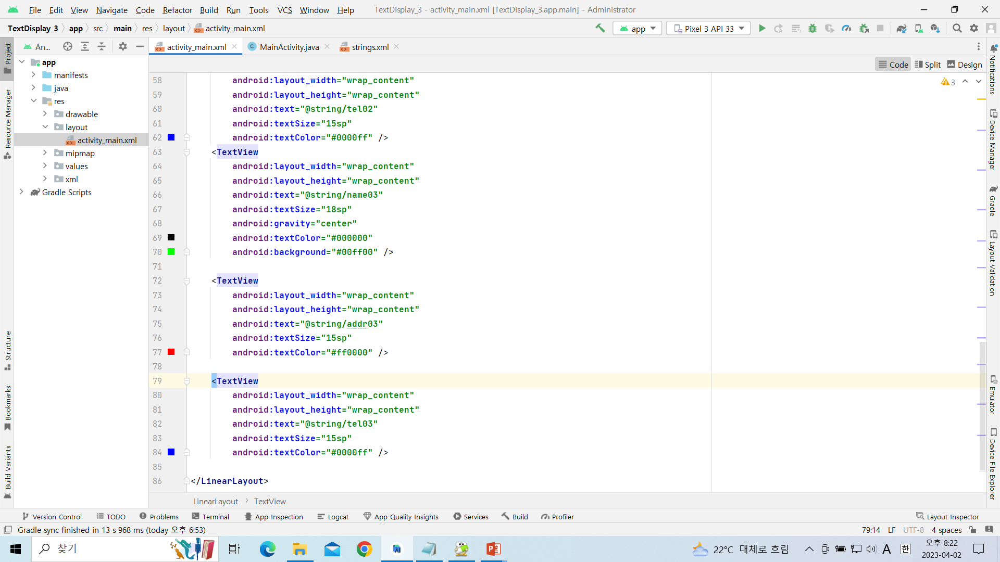 File Edit View Navigate Code Refactor Build Run Tools VCS Window Help TextDisplay_3 - activity_main.xml [TextDisplay_3.app.main] - Administrator
TextDisplay_3 app src main res layout activity_main.xml app Pixel 3 API 33
An... activity_main.xml MainActivity.java strings.xml
Code Split Design
Project
Resource Manager
Structure
Bookmarks
Build Variants
app
manifests
java
res
drawable
layout
activity_main.xml
mipmap
values
xml
Gradle Scripts
3
58 android:layout_width="wrap_content"
59 android:layout_height="wrap_content"
60 android:text="@string/tel02"
61 android:textSize="15sp"
62 android:textColor="#0000ff" />
63 <TextView
64 android:layout_width="wrap_content"
65 android:layout_height="wrap_content"
66 android:text="@string/name03"
67 android:textSize="18sp"
68 android:gravity="center"
69 android:textColor="#000000"
70 android:background="#00ff00" />
71
72 <TextView
73 android:layout_width="wrap_content"
74 android:layout_height="wrap_content"
75 android:text="@string/addr03"
76 android:textSize="15sp"
77 android:textColor="#ff0000" />
78
79 <TextView
80 android:layout_width="wrap_content"
81 android:layout_height="wrap_content"
82 android:text="@string/tel03"
83 android:textSize="15sp"
84 android:textColor="#0000ff" />
85
86 </LinearLayout>
LinearLayout TextView
Notifications
Device Manager
Gradle
Layout Validation
Emulator
Device File Explorer
Version Control TODO Problems Terminal App Inspection Logcat App Quality Insights Services Build Profiler Layout Inspector
Gradle sync finished in 13 s 968 ms (today 오후 6:53) 79:14 LF UTF-8 4 spaces
찾기 22°C 대체로 흐림 A 한 오후 8:22
2023-04-02